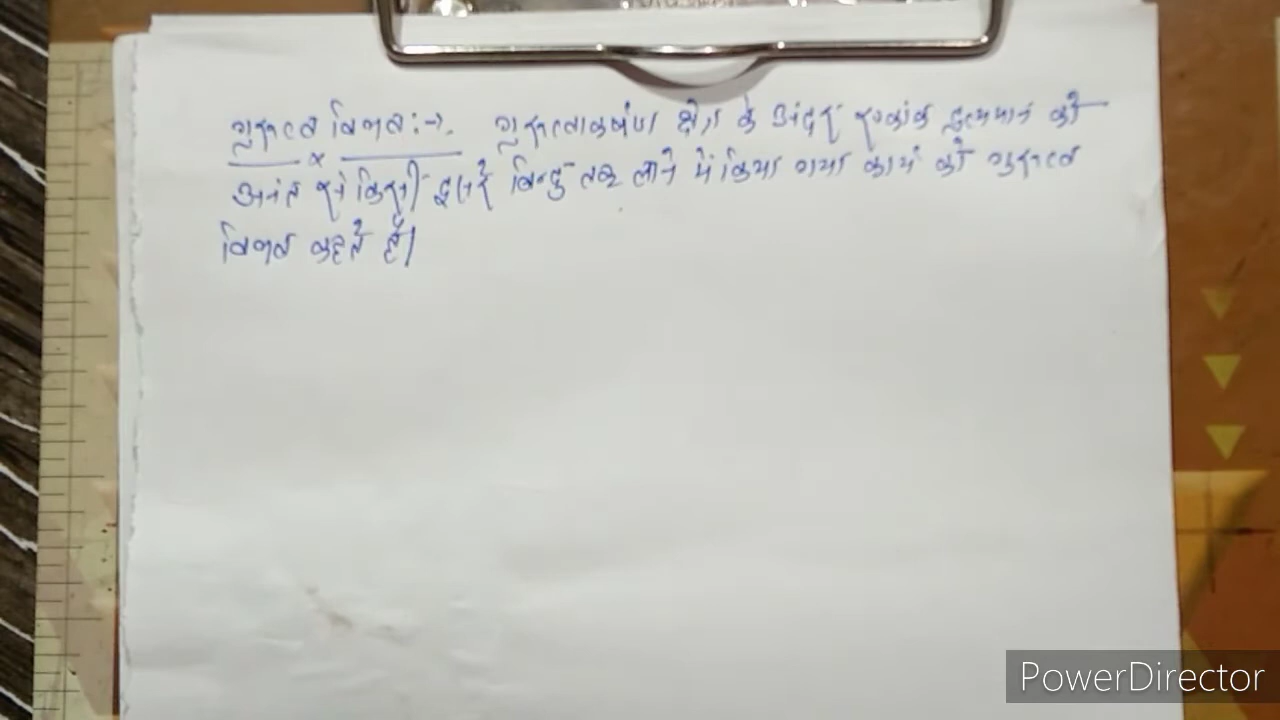 गुरुत्व विभव :→. गुरुत्वाकर्षण क्षेत्र के अंदर एकांक द्रव्यमान को
अनंत से किसी दूसरे बिन्दु तक लाने में किया गया कार्य को गुरुत्व
विभव कहते हैं।
PowerDirector